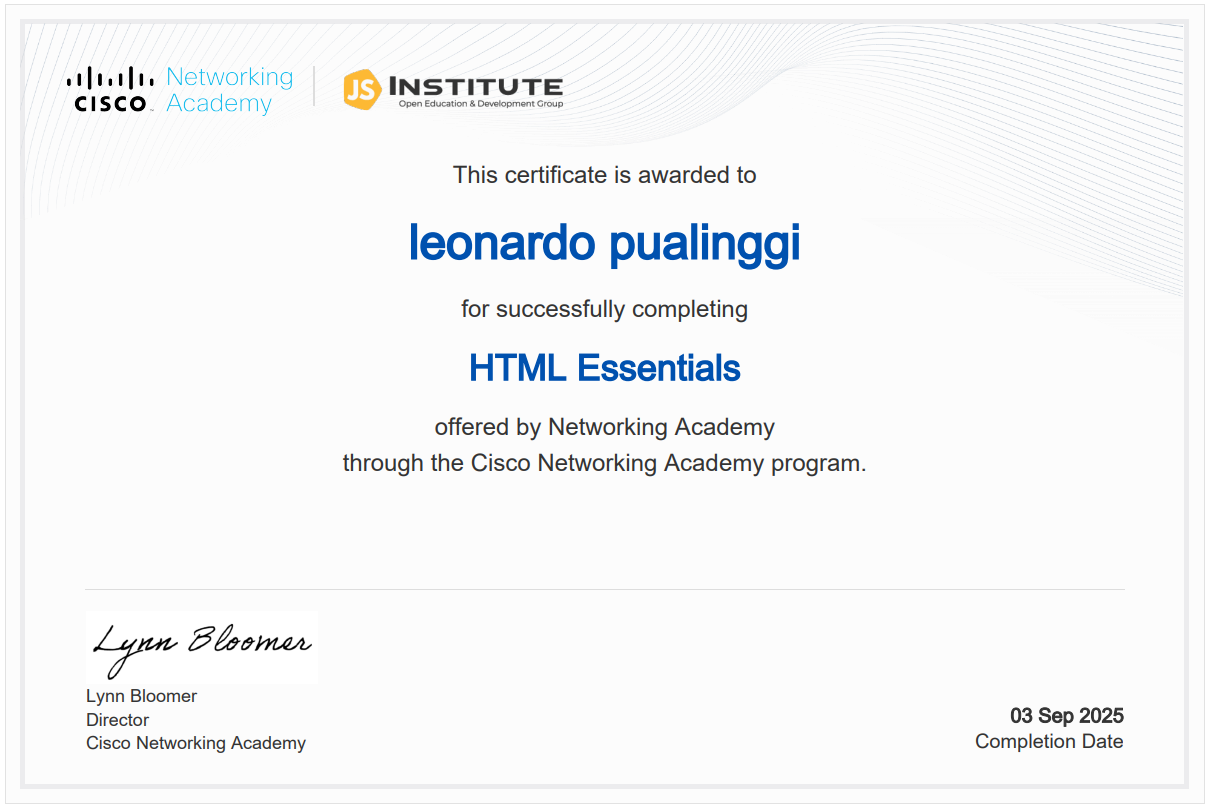 CISCO Networking Academy
JS INSTITUTE
Open Education & Development Group
This certificate is awarded to
leonardo pualinggi
for successfully completing
HTML Essentials
offered by Networking Academy
through the Cisco Networking Academy program.
Lynn Bloomer
Lynn Bloomer
Director
Cisco Networking Academy
03 Sep 2025
Completion Date